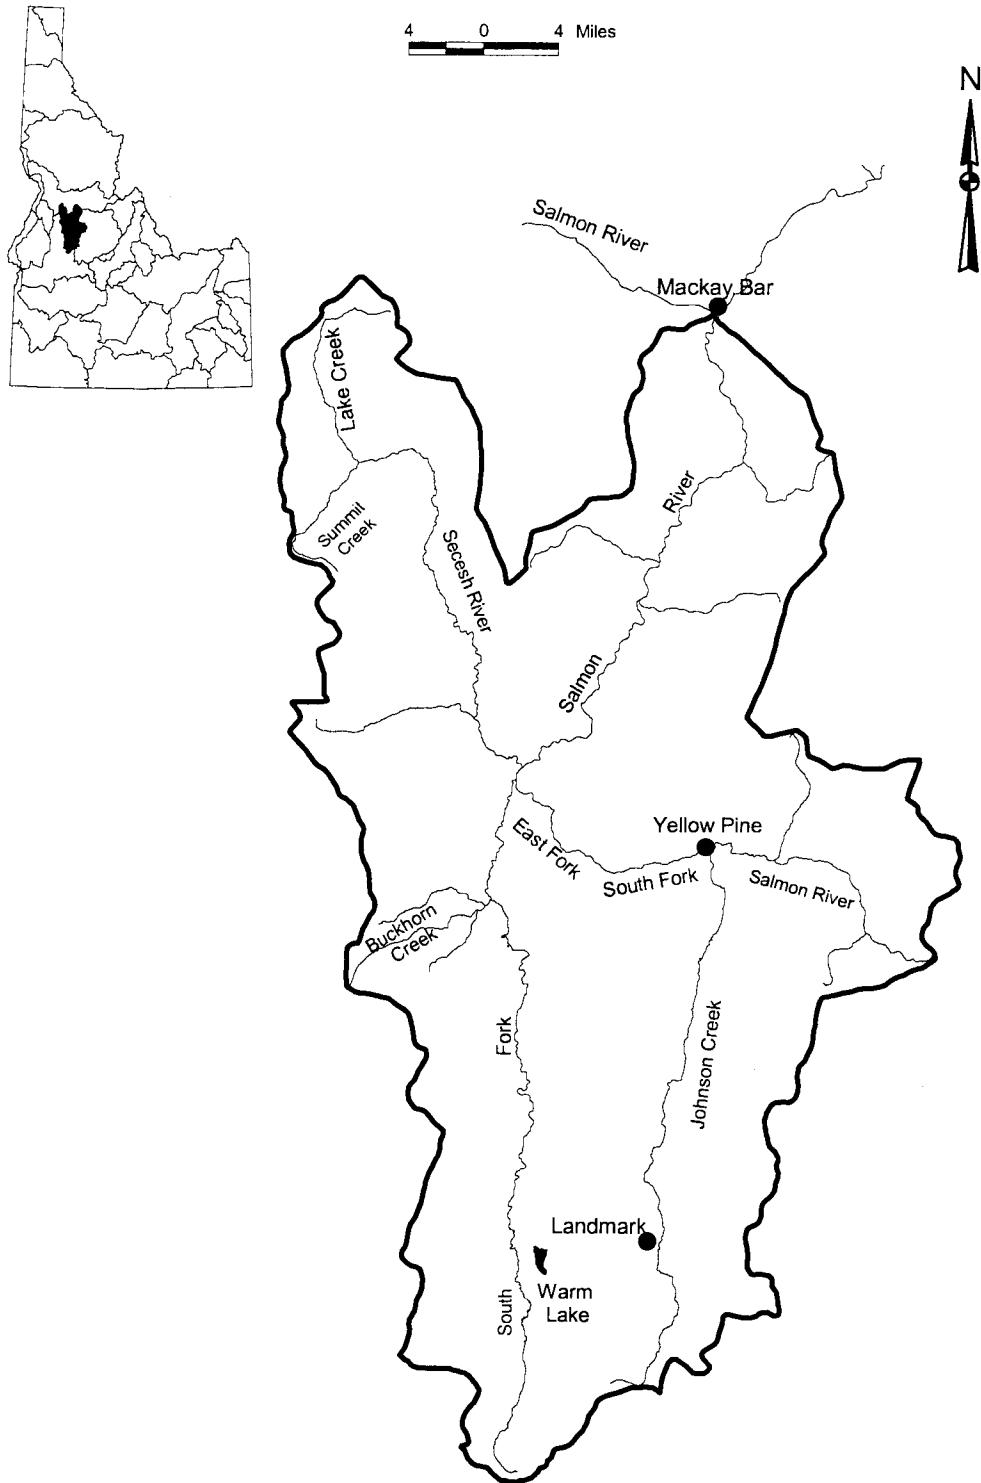 4 0 4 Miles
N
Salmon River
Mackay Bar
Lake Creek
River
Summit
Creek
Secesh River
Salmon
Yellow Pine
East Fork
South Fork
Salmon River
Buckhorn
Creek
Fork
Johnson Creek
Landmark
Warm
Lake
South